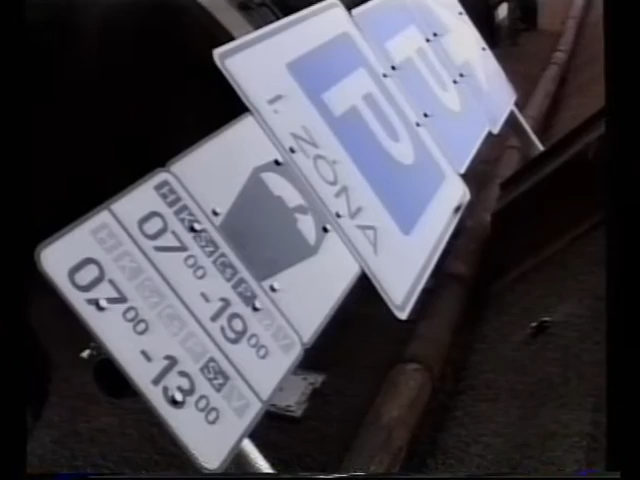 P
P
P
I. ZÓNA
H K SZ CS P SZ V
07⁰⁰ -19⁰⁰
H K SZ CS P SZ V
07⁰⁰ -13⁰⁰